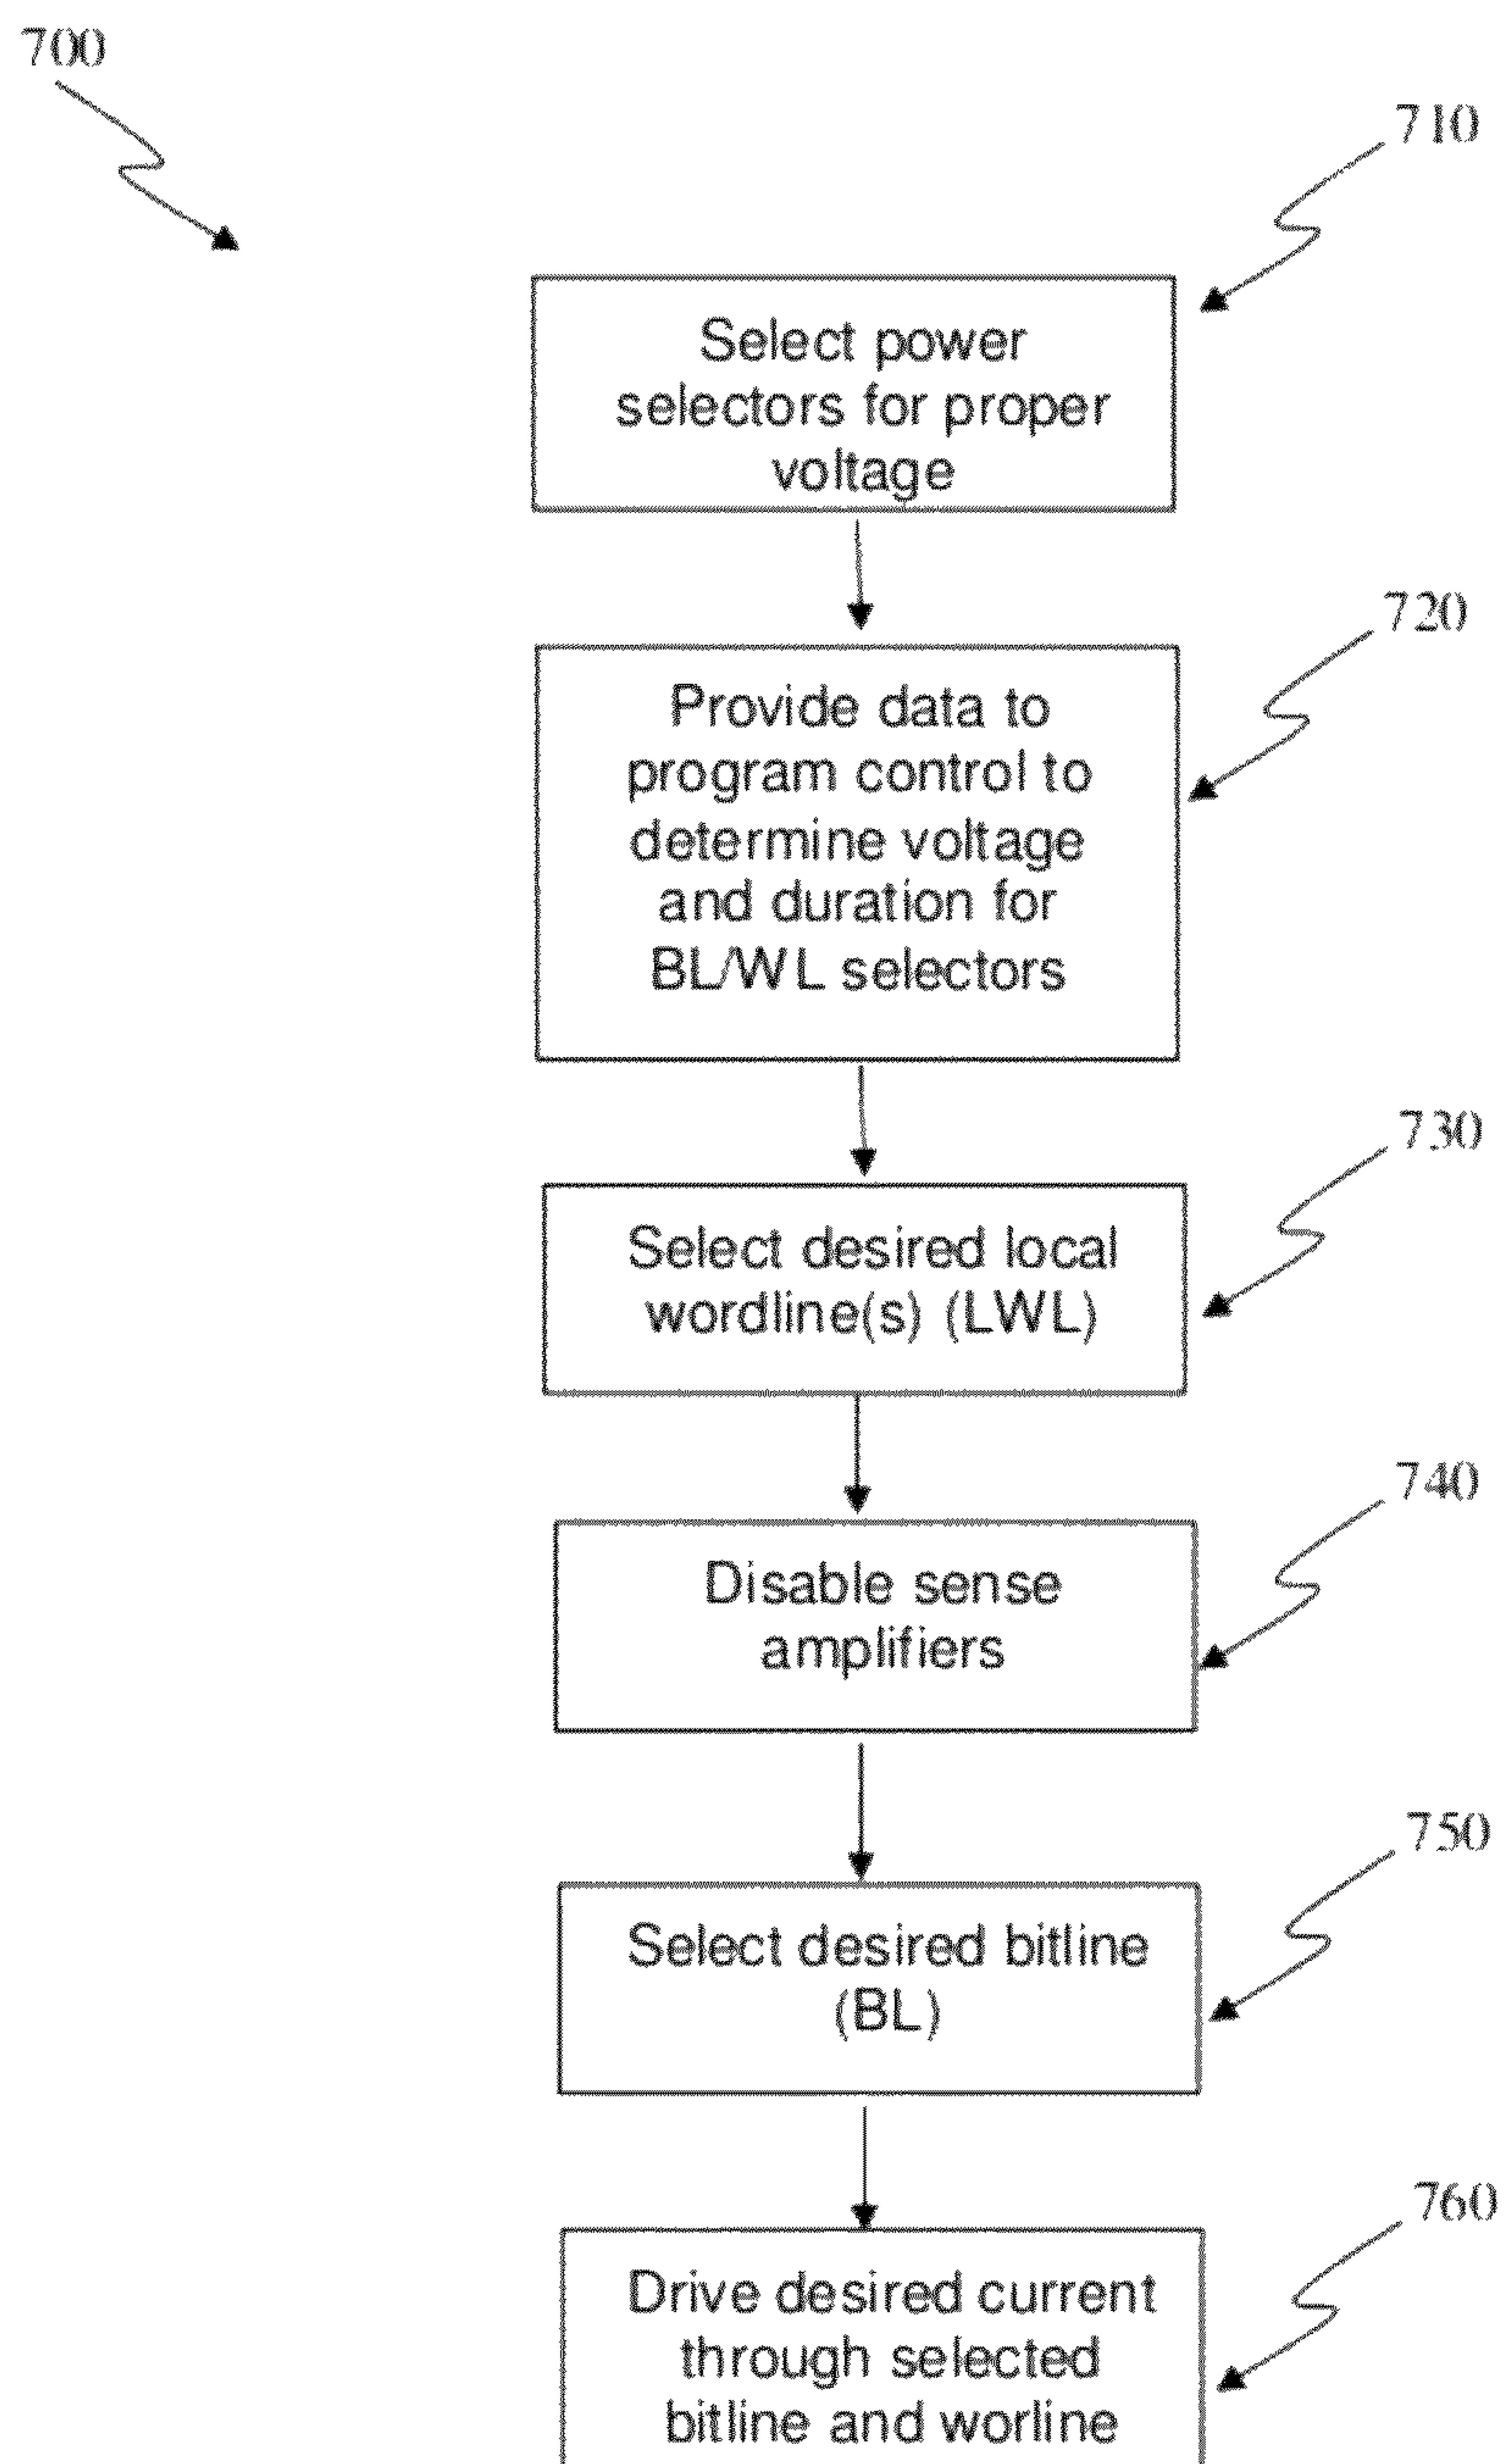 700
710
Select power
selectors for proper
voltage
720
Provide data to
program control to
determine voltage
and duration for
BL/WL selectors
730
Select desired local
wordline(s) (LWL)
740
Disable sense
amplifiers
750
Select desired bitline
(BL)
760
Drive desired current
through selected
bitline and worline